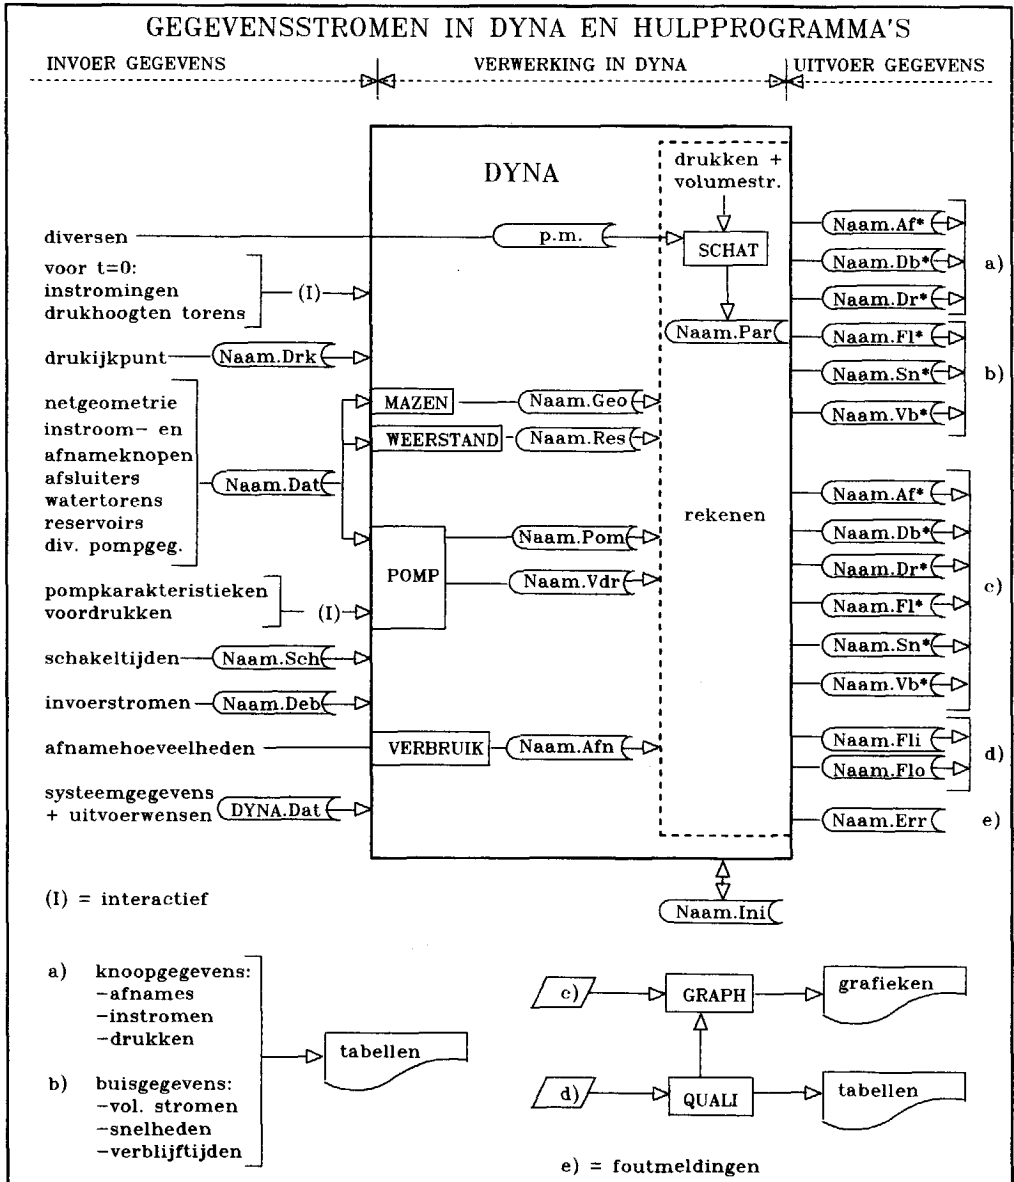 GEGEVENSSTROMEN IN DYNA EN HULPPROGRAMMA'S
INVOER GEGEVENS
VERWERKING IN DYNA
UITVOER GEGEVENS
DYNA
drukken +
volumestr.
diversen
p.m.
SCHAT
Naam.Par
voor t=0:
instromingen
drukhoogten torens
(I)
drukijkpunt
Naam.Drk
netgeometrie
instroom- en
afnameknopen
afsluiters
watertorens
reservoirs
div. pompgeg.
Naam.Dat
MAZEN
Naam.Geo
WEERSTAND
Naam.Res
POMP
Naam.Pom
Naam.Vdr
rekenen
pompkarakteristieken
voordrukken
(I)
schakeltijden
Naam.Sch
invoerstromen
Naam.Deb
afnamehoeveelheden
VERBRUIK
Naam.Afn
systeemgegevens
+ uitvoerwensen
DYNA.Dat
Naam.Af*
Naam.Db*
Naam.Dr*
a)
Naam.Fl*
Naam.Sn*
Naam.Vb*
b)
Naam.Af*
Naam.Db*
Naam.Dr*
Naam.Fl*
Naam.Sn*
Naam.Vb*
c)
Naam.Fli
Naam.Flo
d)
Naam.Err
e)
Naam.Ini
(I) = interactief
a) knoopgegevens:
-afnames
-instromen
-drukken
b) buisgegevens:
-vol. stromen
-snelheden
-verblijftijden
tabellen
c)
GRAPH
grafieken
d)
QUALI
tabellen
e) = foutmeldingen